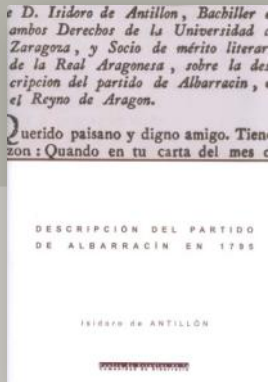 e D. Isidoro de Antillon, Bachiller
ambos Derechos de la Universidad
Zaragoza, y Socio de mérito literar
de la Real Aragonesa, sobre la des
cripcion del partido de Albarracin,
el Reyno de Aragon.
Querido paisano y digno amigo. Tien
zon: Quando en tu carta del mes
DESCRIPCIÓN DEL PARTIDO
DE ALBARRACÍN EN 1795
Isidoro de ANTILLÓN